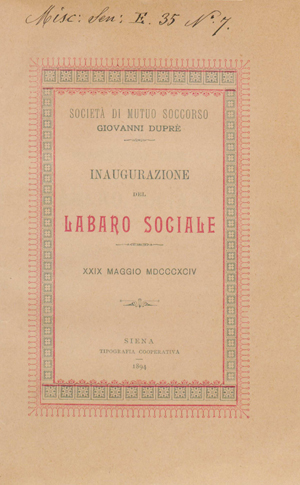 Misc: Sen: E. 35 N. 7.
SOCIETÀ DI MUTUO SOCCORSO
GIOVANNI DUPRÈ
INAUGURAZIONE
DEL
LABARO SOCIALE
XXIX MAGGIO MDCCCXCIV
SIENA
TIPOGRAFIA COOPERATIVA
1894